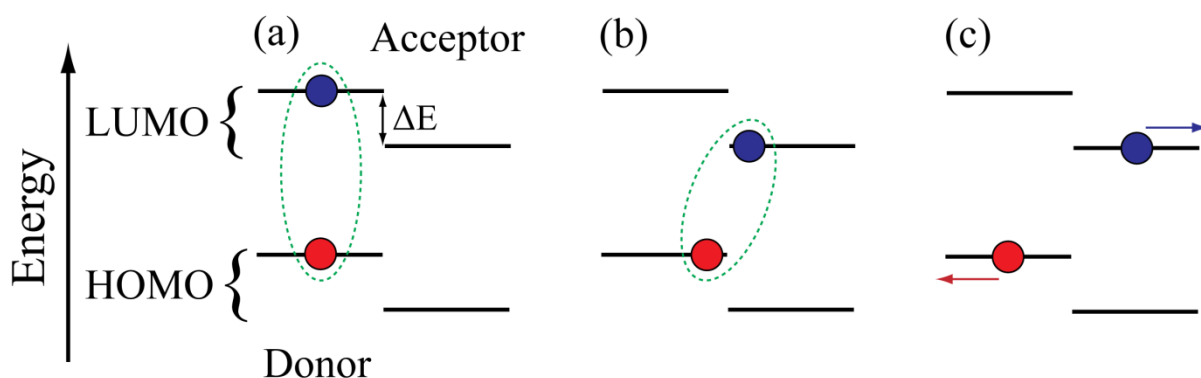 (a)
Acceptor
(b)
(c)
LUMO
ΔE
Energy
HOMO
Donor